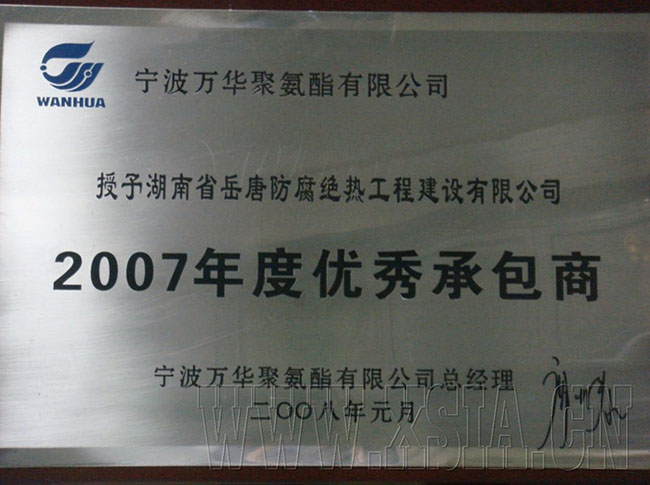 WANHUA
宁波万华聚氨酯有限公司
授予湖南省岳唐防腐绝热工程建设有限公司
2007年度优秀承包商
宁波万华聚氨酯有限公司总经理
二〇〇八年元月
WWW.XSIA.CN